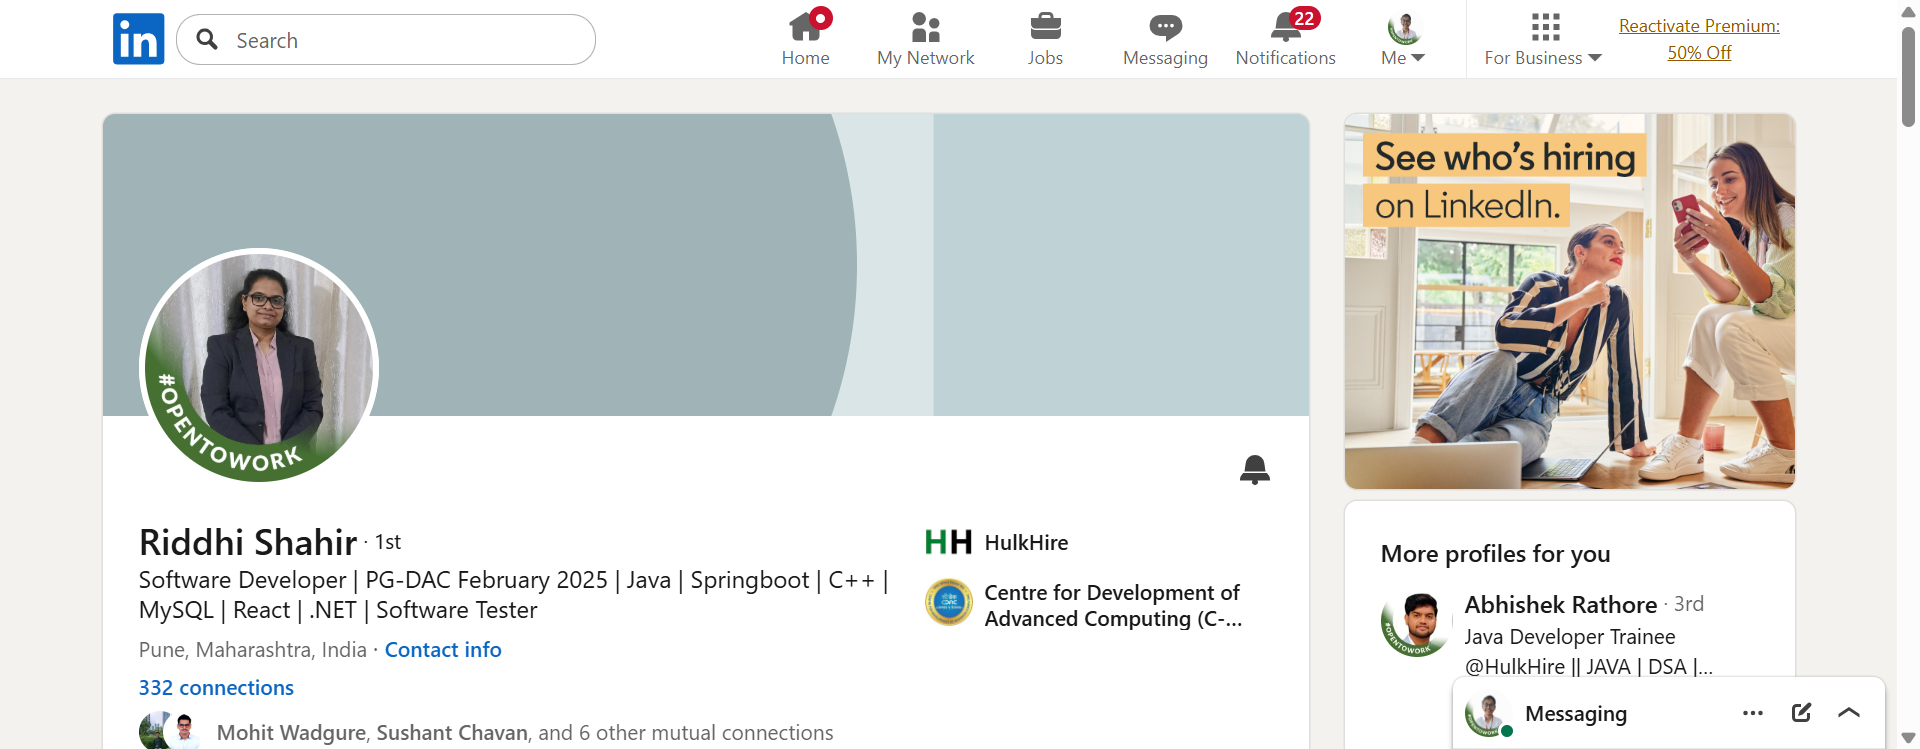 in
Search
Home
My Network
Jobs
Messaging
22
Notifications
Me
For Business
Reactivate Premium:
50% Off
See who's hiring
on LinkedIn.
#OPENTOWORK
Riddhi Shahir · 1st
Software Developer | PG-DAC February 2025 | Java | Springboot | C++ |
MySQL | React | .NET | Software Tester
Pune, Maharashtra, India · Contact info
332 connections
Mohit Wadgure, Sushant Chavan, and 6 other mutual connections
HH HulkHire
Centre for Development of
Advanced Computing (C-...
More profiles for you
#OPENTOWORK
Abhishek Rathore · 3rd
Java Developer Trainee
@HulkHire || JAVA | DSA |...
Messaging